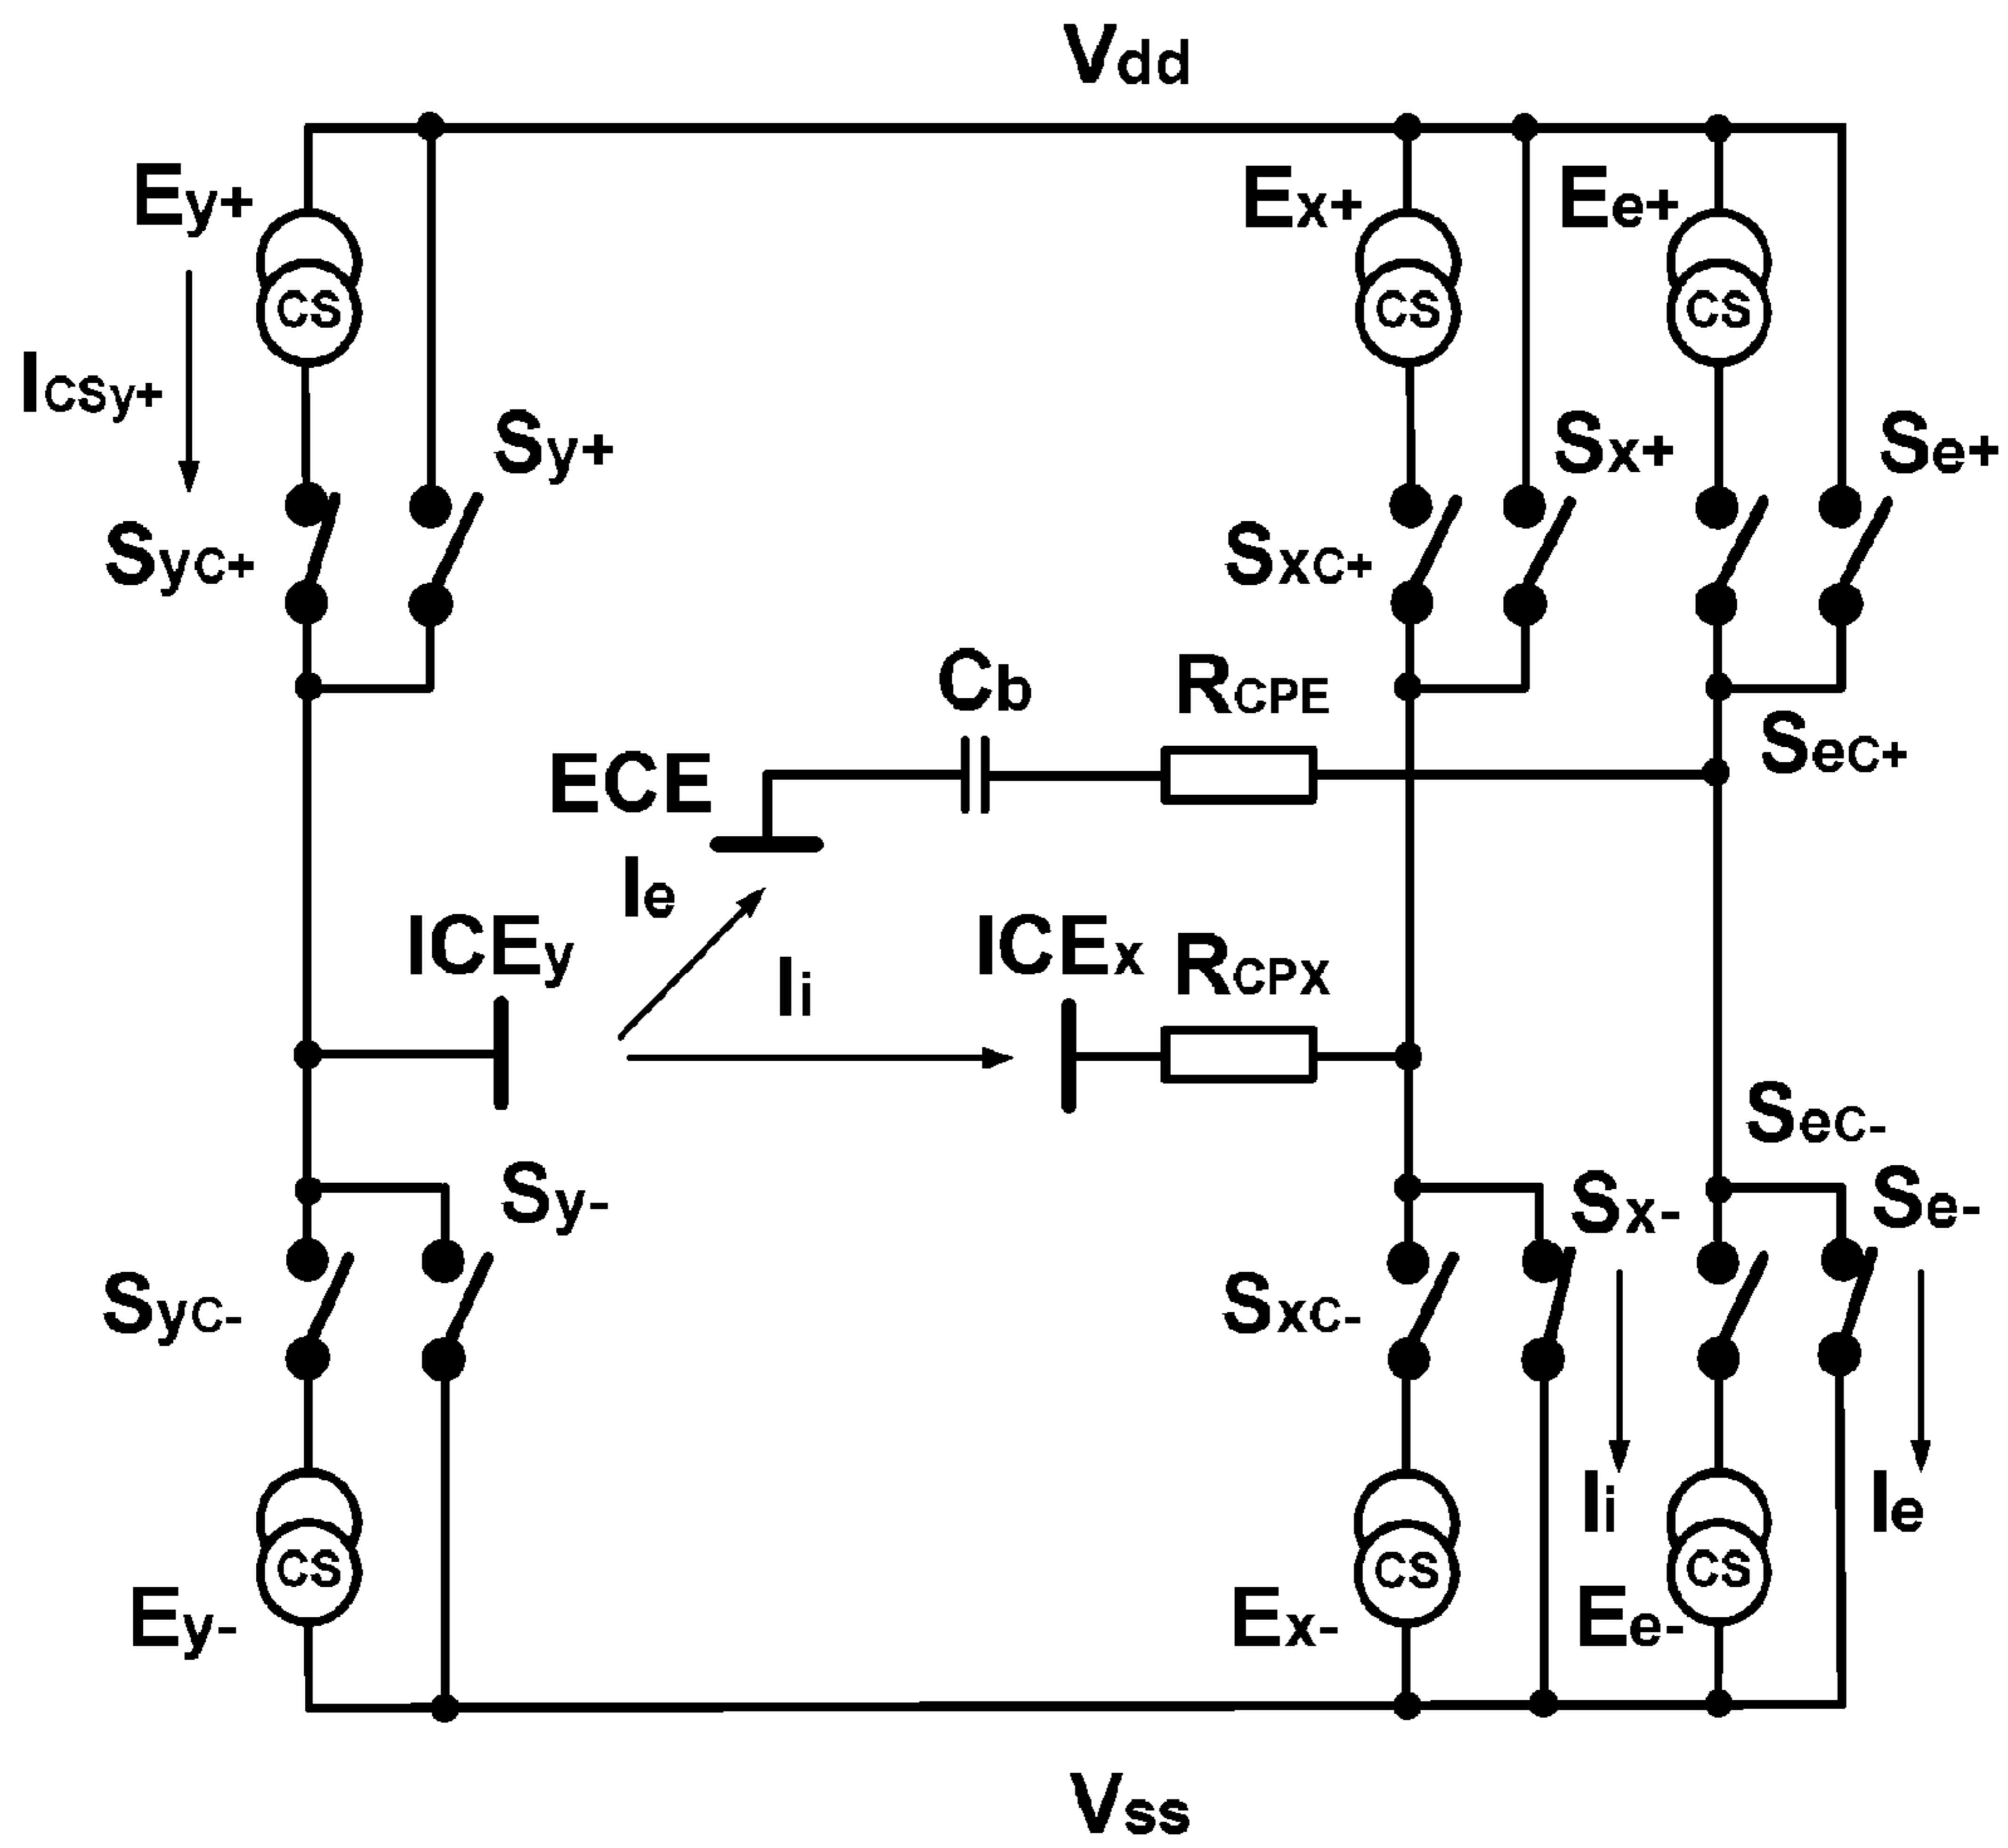 Vdd
Ey+
Ex+
Ee+
CS
CS
CS
ICSy+
Sy+
Sx+
Se+
SyC+
SxC+
Cb
RCPE
SeC+
ECE
Ie
ICEy
Ii
ICEx
RCPX
SeC-
Sy-
Sx-
Se-
SyC-
SxC-
Ii
Ie
CS
CS
CS
Ey-
Ex-
Ee-
Vss